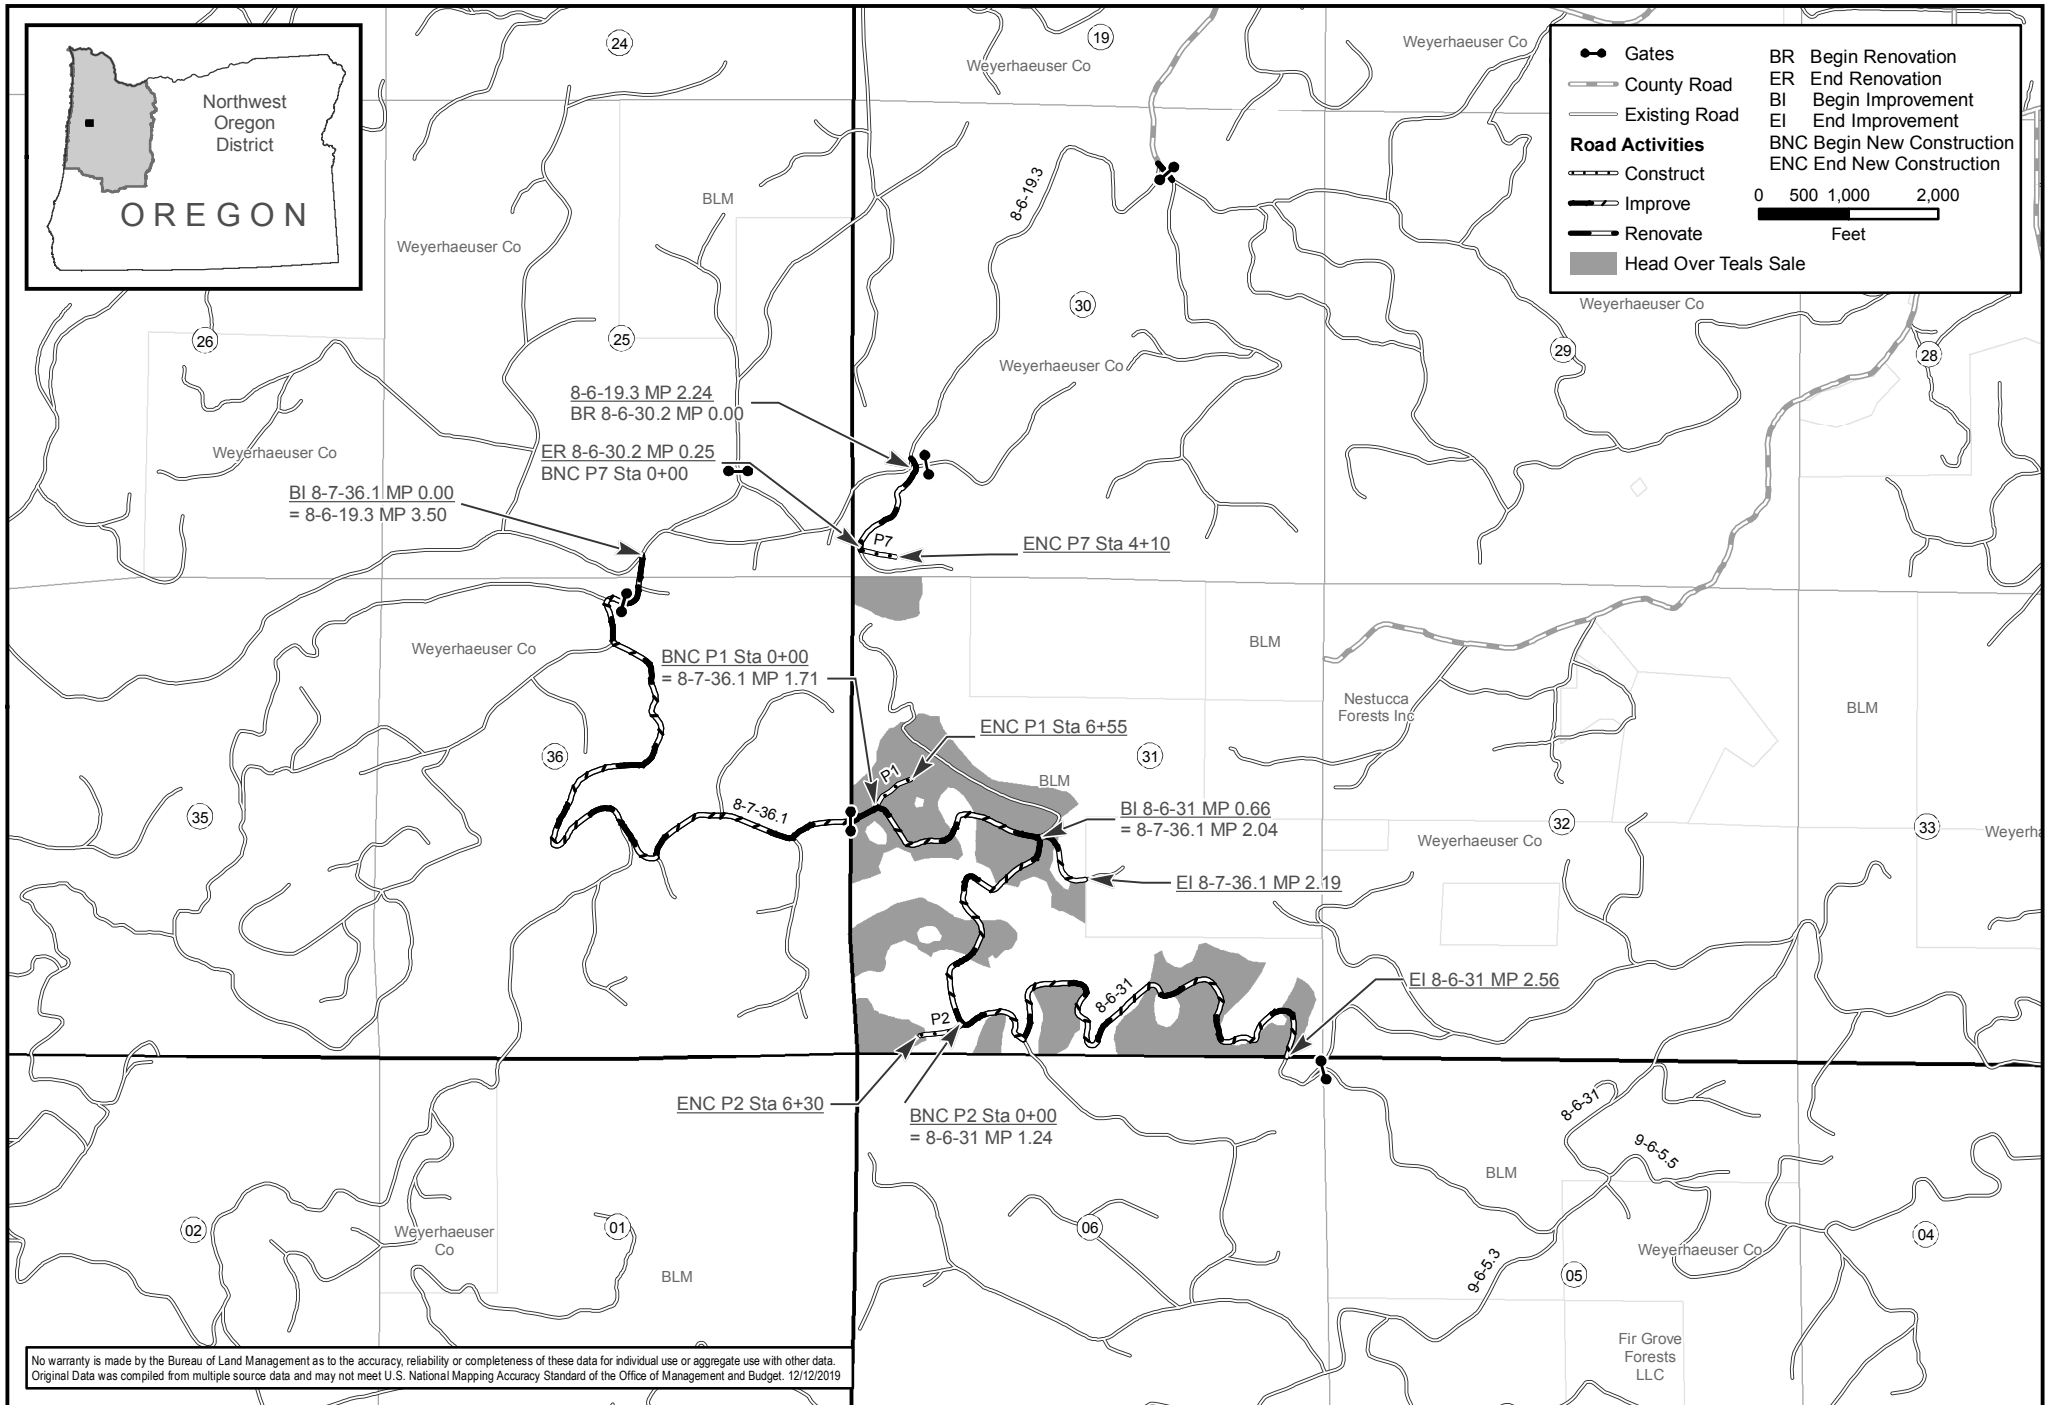 Northwest
Oregon
District
OREGON
24
19
Weyerhaeuser Co
Weyerhaeuser Co
Gates
County Road
Existing Road
Road Activities
Construct
Improve
Renovate
Head Over Teals Sale
BR Begin Renovation
ER End Renovation
BI Begin Improvement
EI End Improvement
BNC Begin New Construction
ENC End New Construction
0 500 1,000 2,000
Feet
BLM
8-6-19.3
Weyerhaeuser Co
30
Weyerhaeuser Co
26
25
29
28
Weyerhaeuser Co
8-6-19.3 MP 2.24
BR 8-6-30.2 MP 0.00
Weyerhaeuser Co
ER 8-6-30.2 MP 0.25
BNC P7 Sta 0+00
BI 8-7-36.1 MP 0.00
= 8-6-19.3 MP 3.50
P7
ENC P7 Sta 4+10
Weyerhaeuser Co
BLM
BNC P1 Sta 0+00
= 8-7-36.1 MP 1.71
Nestucca
Forests Inc
BLM
ENC P1 Sta 6+55
36
31
P1
BLM
8-7-36.1
35
BI 8-6-31 MP 0.66
= 8-7-36.1 MP 2.04
32
33
Weyerha
Weyerhaeuser Co
EI 8-7-36.1 MP 2.19
EI 8-6-31 MP 2.56
8-6-31
P2
ENC P2 Sta 6+30
BNC P2 Sta 0+00
= 8-6-31 MP 1.24
8-6-31
9-6-5.5
BLM
02
Weyerhaeuser
Co
01
06
04
Weyerhaeuser Co
BLM
9-6-5.3
05
Fir Grove
Forests
LLC
No warranty is made by the Bureau of Land Management as to the accuracy, reliability or completeness of these data for individual use or aggregate use with other data.
Original Data was compiled from multiple source data and may not meet U.S. National Mapping Accuracy Standard of the Office of Management and Budget. 12/12/2019